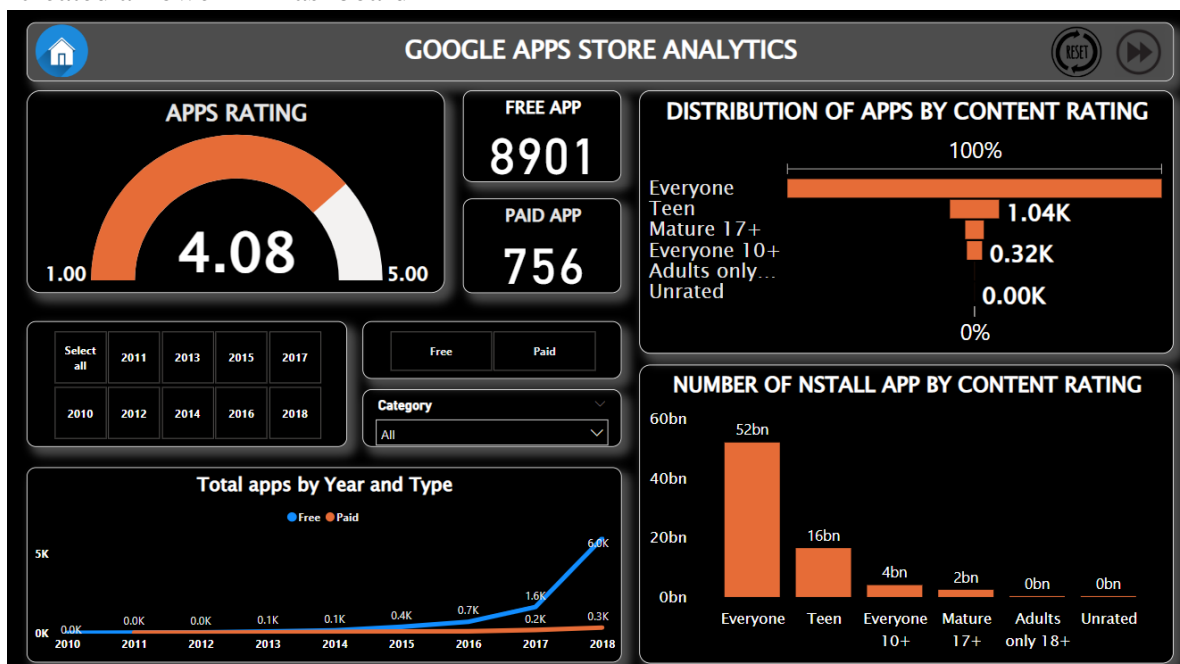 GOOGLE APPS STORE ANALYTICS
RESET
APPS RATING
4.08
1.00
5.00
FREE APP
8901
PAID APP
756
DISTRIBUTION OF APPS BY CONTENT RATING
100%
Everyone
Teen
1.04K
Mature 17+
Everyone 10+
0.32K
Adults only...
Unrated
0.00K
0%
Select all
2011
2013
2015
2017
2010
2012
2014
2016
2018
Free
Paid
Category
All
NUMBER OF NSTALL APP BY CONTENT RATING
60bn
40bn
20bn
0bn
52bn
16bn
4bn
2bn
0bn
0bn
Everyone
Teen
Everyone 10+
Mature 17+
Adults only 18+
Unrated
Total apps by Year and Type
Free Paid
5K
0K
0.0K
0.0K
0.0K
0.1K
0.1K
0.4K
0.7K
1.6K
6.0K
0.2K
0.3K
2010 2011 2012 2013 2014 2015 2016 2017 2018